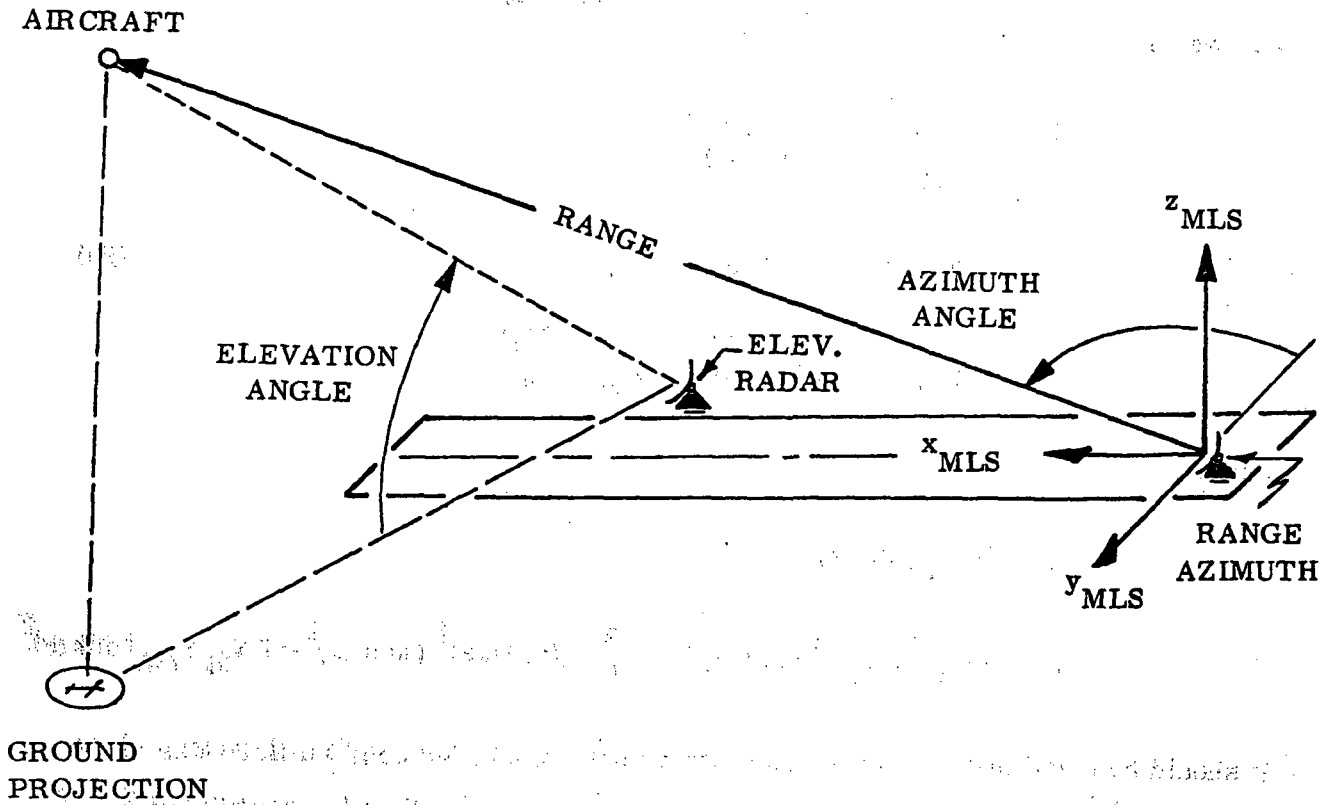 AIRCRAFT
RANGE
z MLS
AZIMUTH
ANGLE
ELEVATION
ANGLE
ELEV.
RADAR
x MLS
RANGE
AZIMUTH
y MLS
GROUND
PROJECTION